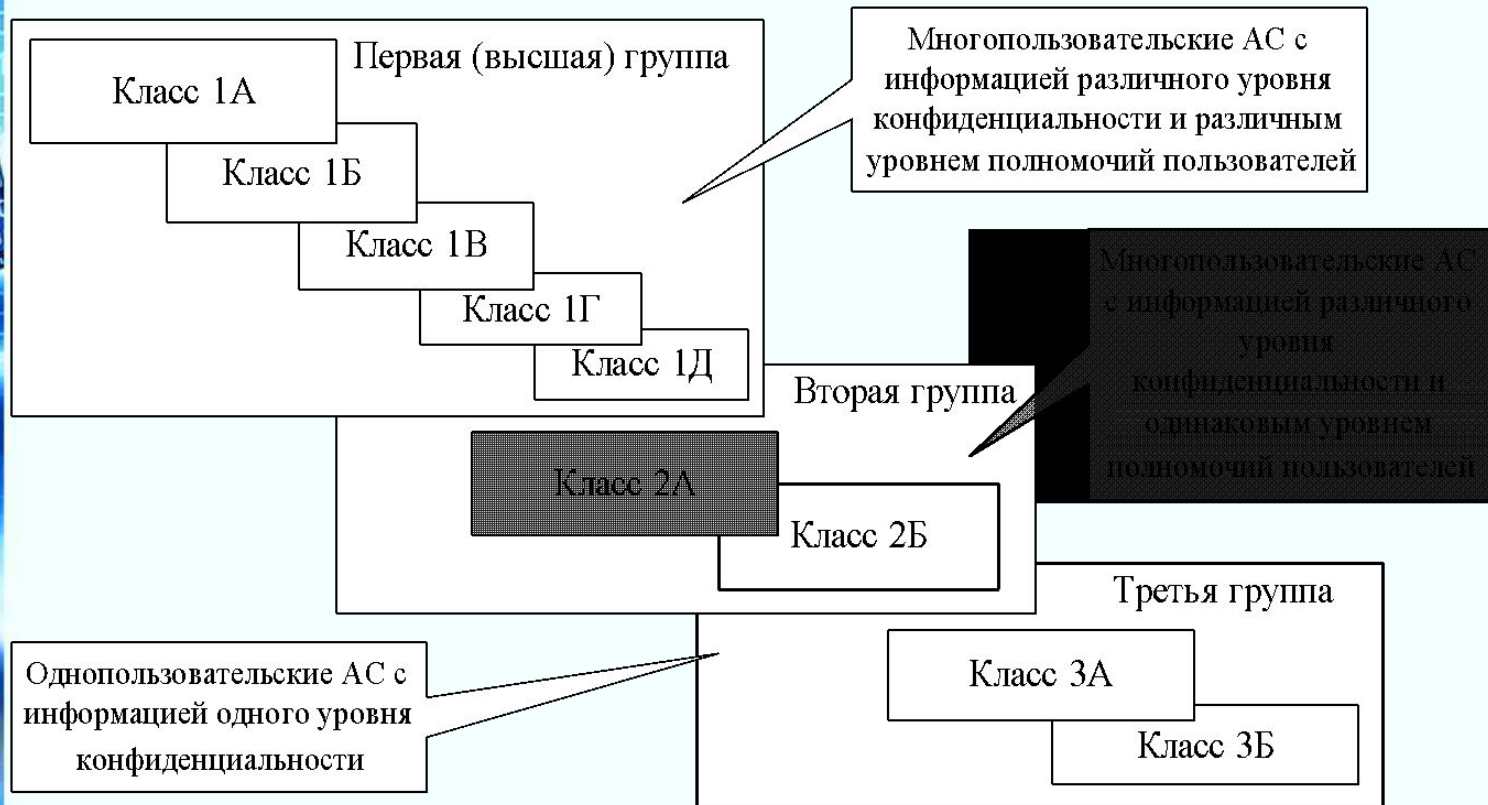 Первая (высшая) группа
Класс 1А
Класс 1Б
Класс 1В
Класс 1Г
Класс 1Д
Многопользовательские АС с
информацией различного уровня
конфиденциальности и различным
уровнем полномочий пользователей
Вторая группа
Класс 2А
Класс 2Б
Многопользовательские АС
с информацией различного
уровня
конфиденциальности и
одинаковым уровнем
полномочий пользователей
Третья группа
Класс 3А
Класс 3Б
Однопользовательские АС с
информацией одного уровня
конфиденциальности